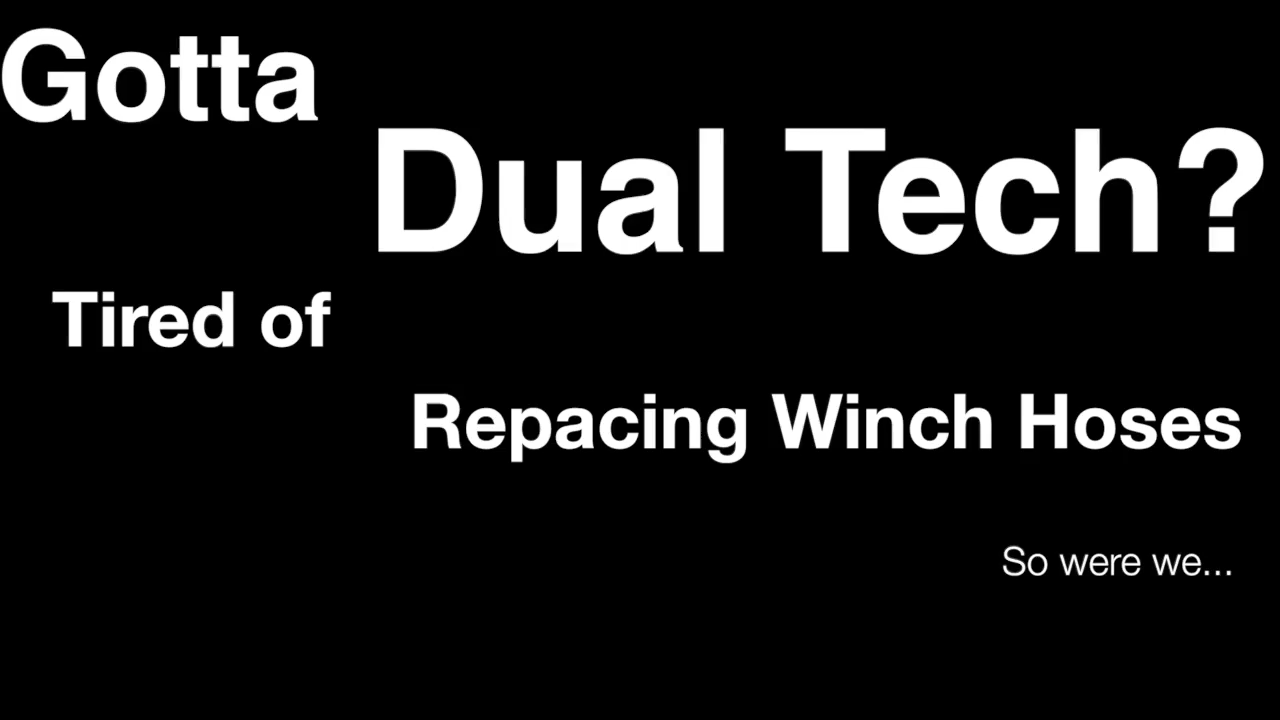 Gotta
Dual Tech?
Tired of
Repacing Winch Hoses
So were we...